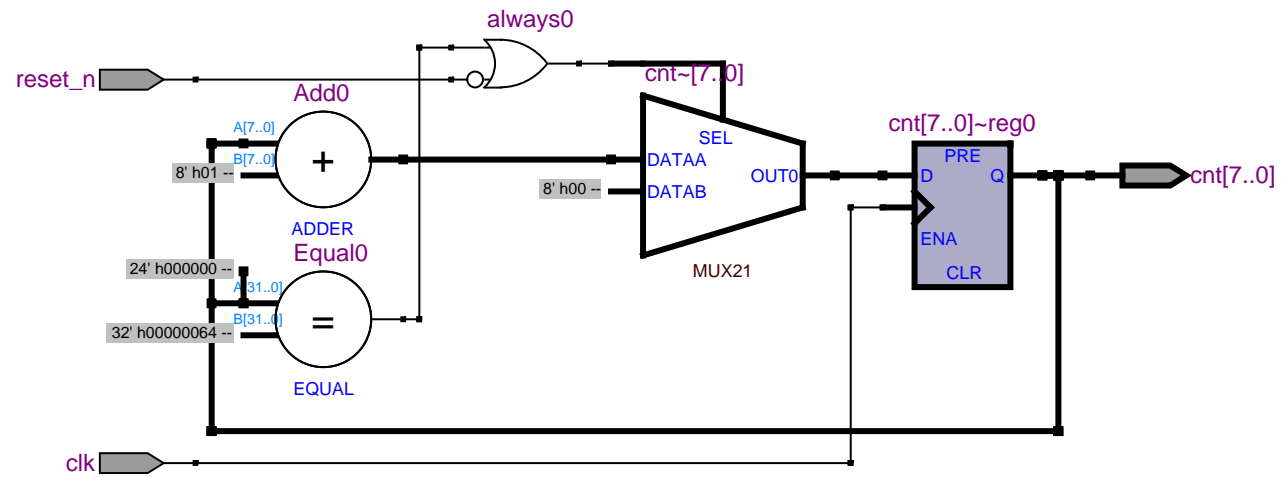 always0
reset_n
cnt~[7..0]
Add0
A[7..0]
B[7..0]
8' h01 --
+
ADDER
SEL
DATAA
DATAB
OUT0
8' h00 --
MUX21
cnt[7..0]~reg0
PRE
D
Q
ENA
CLR
cnt[7..0]
Equal0
24' h000000 --
A[31..0]
B[31..0]
32' h00000064 --
=
EQUAL
clk